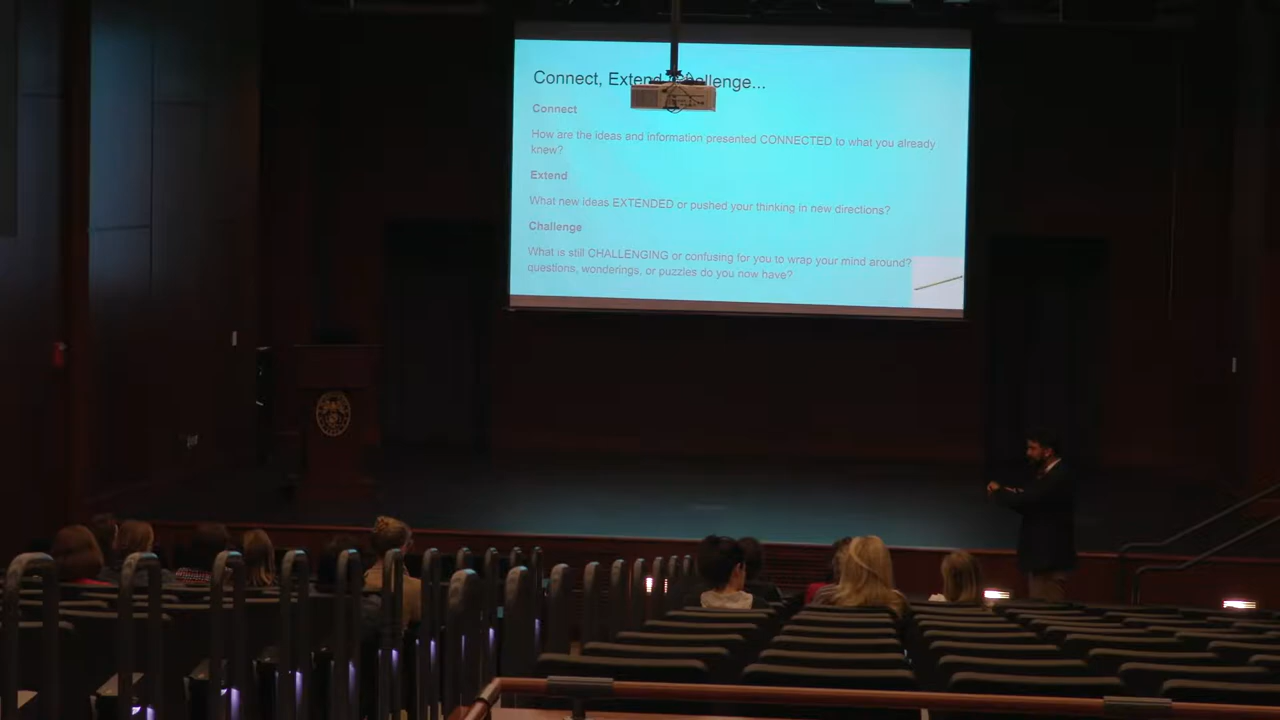 Connect, Extend, Challenge...
Connect
How are the ideas and information presented CONNECTED to what you already
knew?
Extend
What new ideas EXTENDED or pushed your thinking in new directions?
Challenge
What is still CHALLENGING or confusing for you to wrap your mind around?
questions, wonderings, or puzzles do you now have?